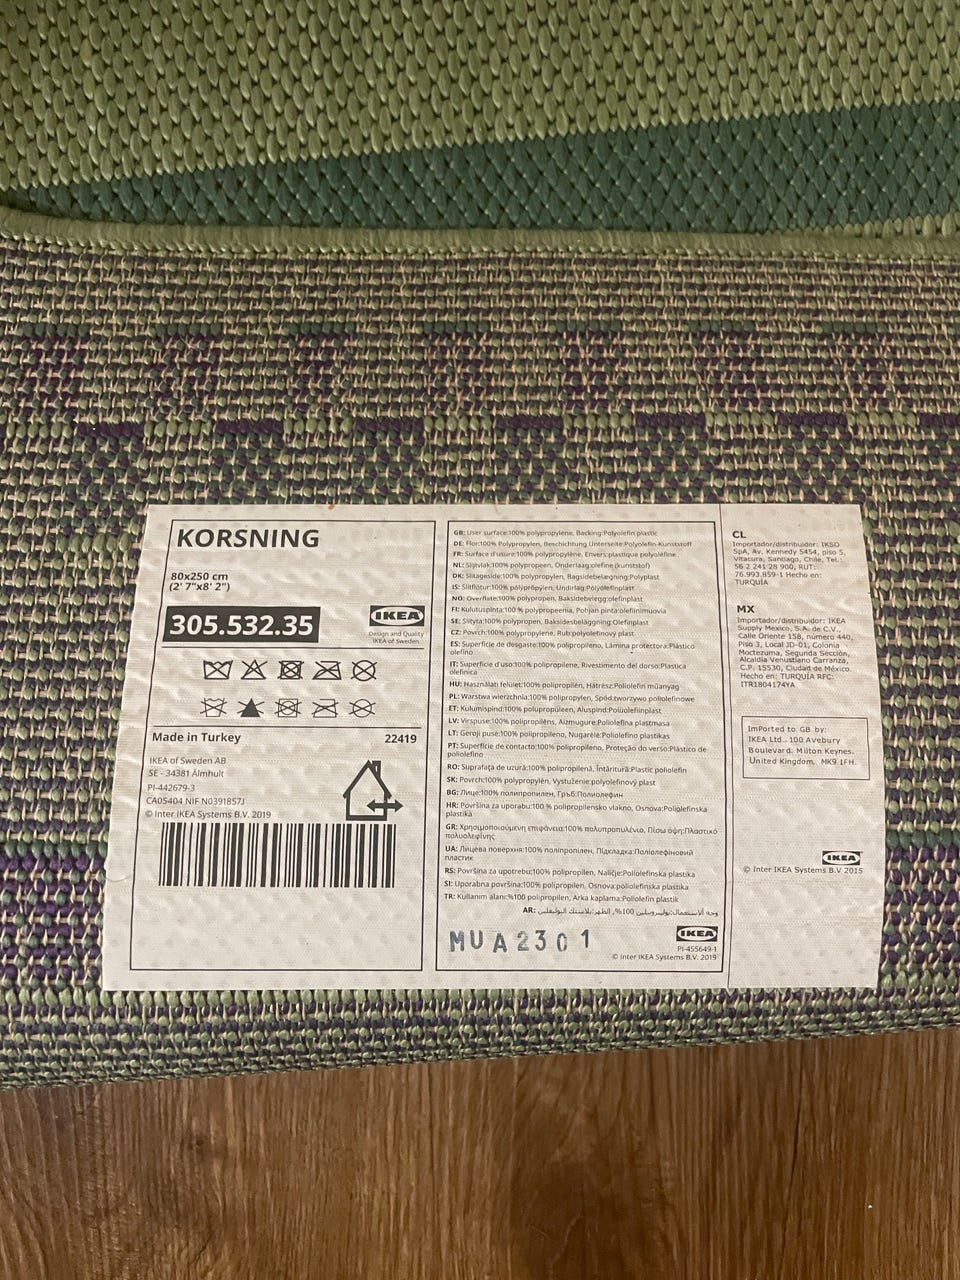 KORSNING
80x250 cm
(2' 7"x8' 2")
305.532.35
IKEA
Design and Quality
IKEA of Sweden
Made in Turkey 22419
IKEA of Sweden AB
SE - 34381 Älmhult
PI-442679-3
CA05404 NIF N0391857J
© Inter IKEA Systems B.V. 2019
GB: User surface:100% polypropylene, Backing:Polyolefin plastic
DE: Flor:100% Polypropylen, Beschichtung Unterseite:Polyolefin-Kunststoff
FR: Surface d'usure:100% polypropylène, Envers:plastique polyoléfine
NL: Slijtvlak:100% polypropeen, Onderlaag:olefine (kunststof)
DK: Slitageside:100% polypropylen, Bagsidebelægning:Polyplast
IS: Slitflötur:100% pólýprópýlen, Undirlag:Pólýólefínplast
NO: Overflate:100% polypropen, Baksidebelegg:olefinplast
FI: Kulutuspinta:100 % polypropeenia, Pohjan pinta:olefiinimuovia
SE: Slityta:100% polypropen, Baksidesbeläggning:Olefinplast
CZ: Povrch:100% polypropylene, Rub:polyolefinový plast
ES: Superficie de desgaste:100% polipropileno, Lámina protectora:Plástico
olefino
IT: Superficie d'uso:100% polipropilene, Rivestimento del dorso:Plastica
olefinica
HU: Használati felület:100% polipropilén, Hátrész:Poliolefin műanyag
PL: Warstwa wierzchnia:100% polipropylen, Spód:tworzywo poliolefinowe
ET: Kulumispind:100% polüpropüleen, Aluspind:Polüolefiinplast
LV: Virspuse:100% polipropilēns, Aizmugure:Poliolefīna plastmasa
LT: Geroji pusė:100% polipropilenas, Nugarėlė:Poliolefino plastikas
PT: Superfície de contacto:100% polipropileno, Proteção do verso:Plástico de
poliolefino
RO: Suprafaţa de uzură:100% polipropilenă, Întăritură:Plastic poliolefin
SK: Povrch:100% polypropylén, Vystuženie:polyolefínový plast
BG: Лице:100% полипропилен, Гръб:Полиолефин
HR: Površina za uporabu:100 % polipropilensko vlakno, Osnova:Poliolefinska
plastika
GR: Χρησιμοποιούμενη επιφάνεια:100% πολυπροπυλένιο, Πίσω όψη:Πλαστικό
πολυολεφίνης
UA: Лицева поверхня:100% поліпропілен, Підкладка:Поліолефіновий
пластик
RS: Površina za upotrebu:100% polipropilen, Naličje:Poliolefinska plastika
SI: Uporabna površina:100% polipropilen, Osnova:poliolefinska plastika
TR: Kullanım alanı:%100 polipropilen, Arka kaplama:Poliolefin plastik
AR: وجه الاستعمال:بوليبروبيلين 100%, الظهر:بلاستيك البوليفلين
MUA2301
IKEA
PI-455649-1
© Inter IKEA Systems B.V. 2019
CL
Importador/distribuidor: IKSO
SpA, Av. Kennedy 5454, piso 5,
Vitacura, Santiago, Chile, Tel.:
56 2 241 28 900, RUT:
76.993.859-1 Hecho en:
TURQUÍA
MX
Importador/distribuidor: IKEA
Supply Mexico, S.A. de C.V.,
Calle Oriente 158, número 440,
Piso 3, Local JD-01, Colonia
Moctezuma, Segunda Sección,
Alcaldía Venustiano Carranza,
C.P. 15530, Ciudad de México.
Hecho en: TURQUÍA RFC:
ITR1804174YA
ImPorted to GB by:
IKEA Ltd., 100 Avebury
Boulevard, Milton Keynes,
United Kingdom, MK9 1FH.
IKEA
© Inter IKEA Systems B.V 2015